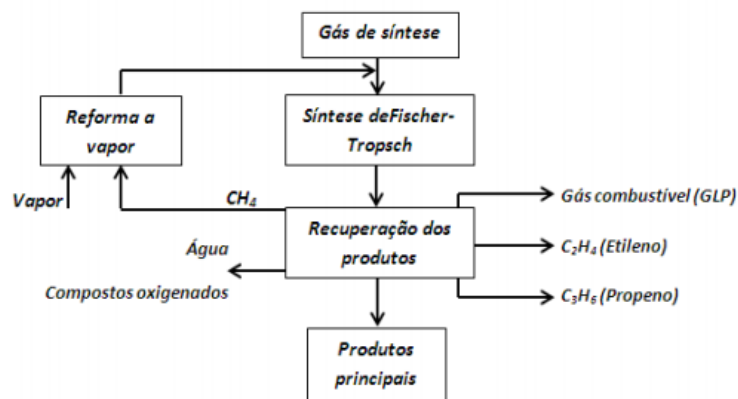 Gás de síntese
Reforma a
vapor
Síntese deFischer-
Tropsch
Vapor
CH₄
Gás combustível (GLP)
Recuperação dos
produtos
Água
C₂H₄ (Etileno)
Compostos oxigenados
C₃H₆ (Propeno)
Produtos
principais